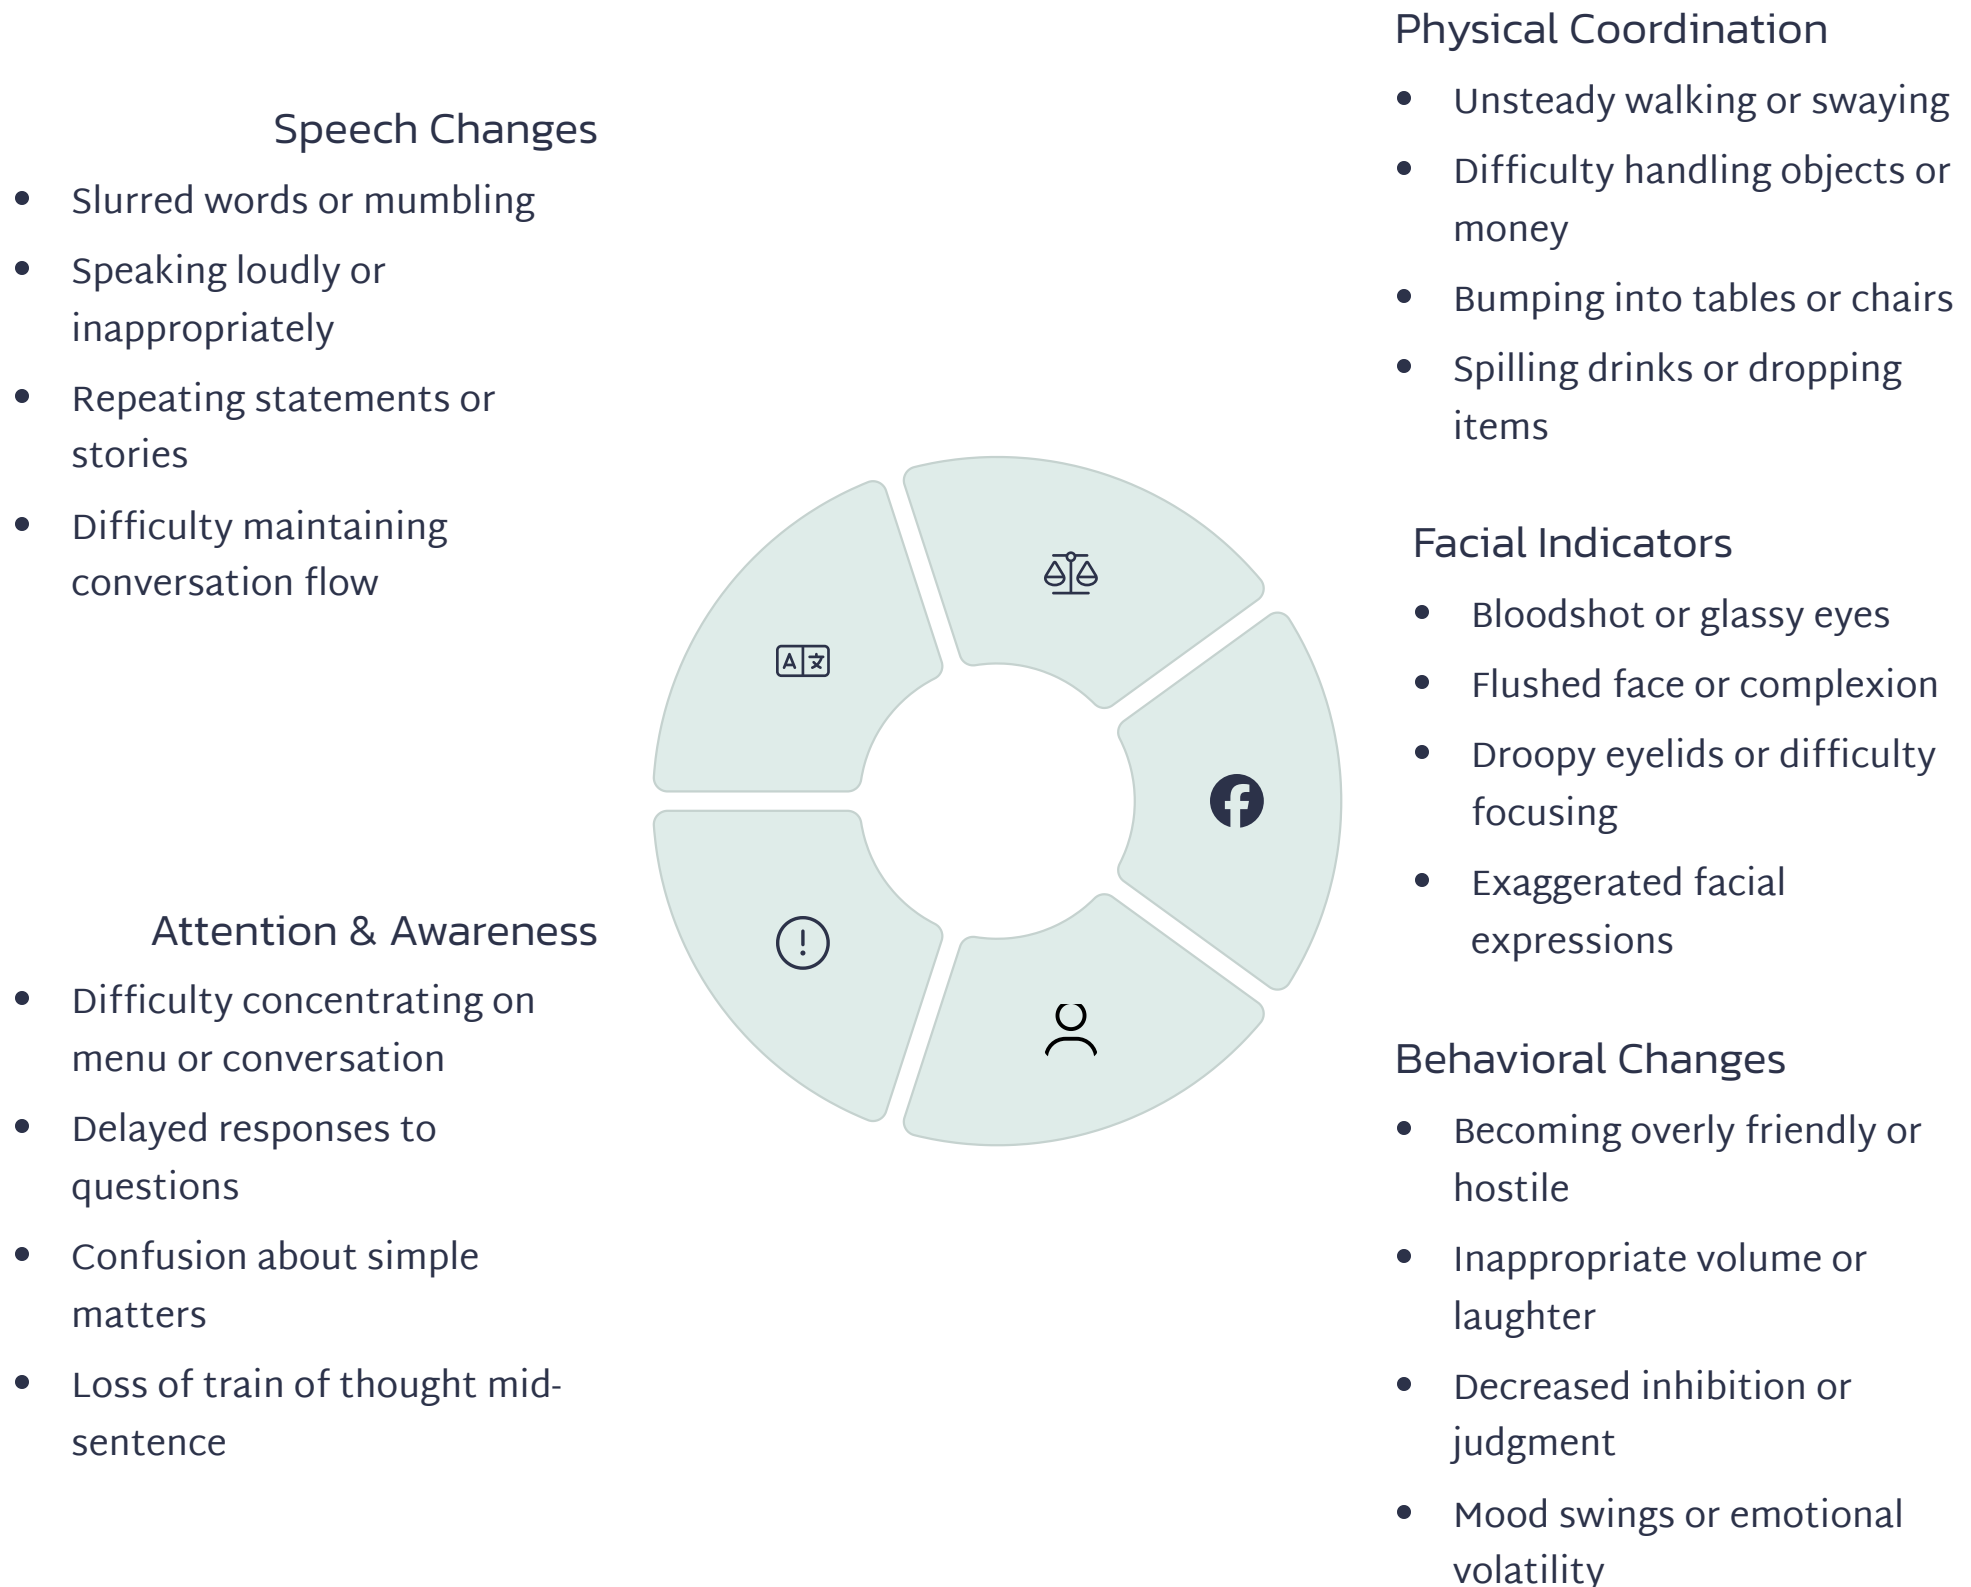 Speech Changes
Slurred words or mumbling
Speaking loudly or
inappropriately
Repeating statements or
stories
Difficulty maintaining
conversation flow
Physical Coordination
Unsteady walking or swaying
Difficulty handling objects or
money
Bumping into tables or chairs
Spilling drinks or dropping
items
Facial Indicators
Bloodshot or glassy eyes
Flushed face or complexion
Droopy eyelids or difficulty
focusing
Exaggerated facial
expressions
Behavioral Changes
Becoming overly friendly or
hostile
Inappropriate volume or
laughter
Decreased inhibition or
judgment
Mood swings or emotional
volatility
Attention & Awareness
Difficulty concentrating on
menu or conversation
Delayed responses to
questions
Confusion about simple
matters
Loss of train of thought mid-
sentence